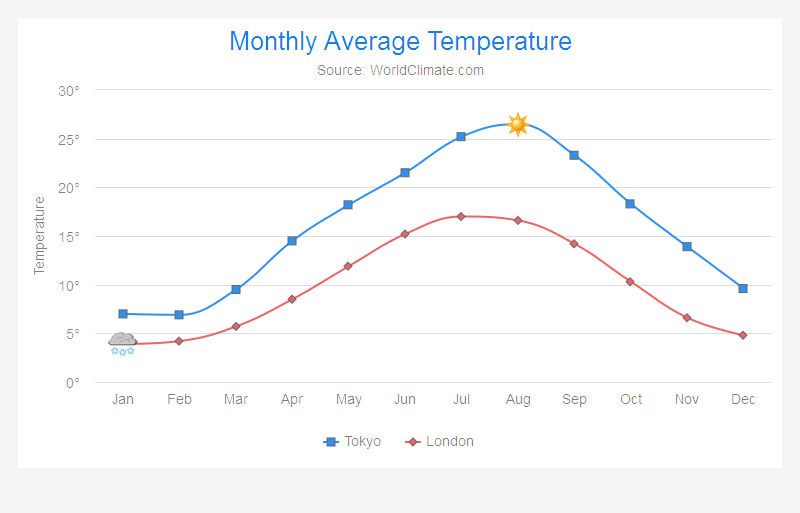 Monthly Average Temperature
Source: WorldClimate.com
Temperature
30°
25°
20°
15°
10°
5°
0°
Jan Feb Mar Apr May Jun Jul Aug Sep Oct Nov Dec
Tokyo London